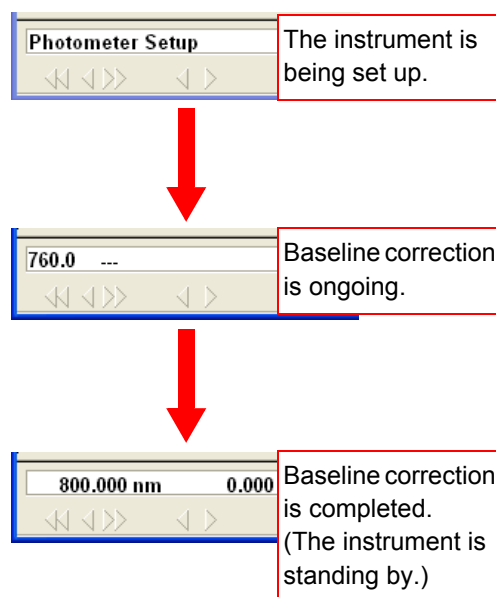 Photometer Setup
The instrument is
being set up.
760.0 ---
Baseline correction
is ongoing.
800.000 nm 0.000
Baseline correction
is completed.
(The instrument is
standing by.)